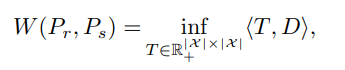 W(P_r, P_s) = \inf_{T \in \mathbb{R}_+^{|\mathcal{X}| \times |\mathcal{X}|}} \langle T, D \rangle,